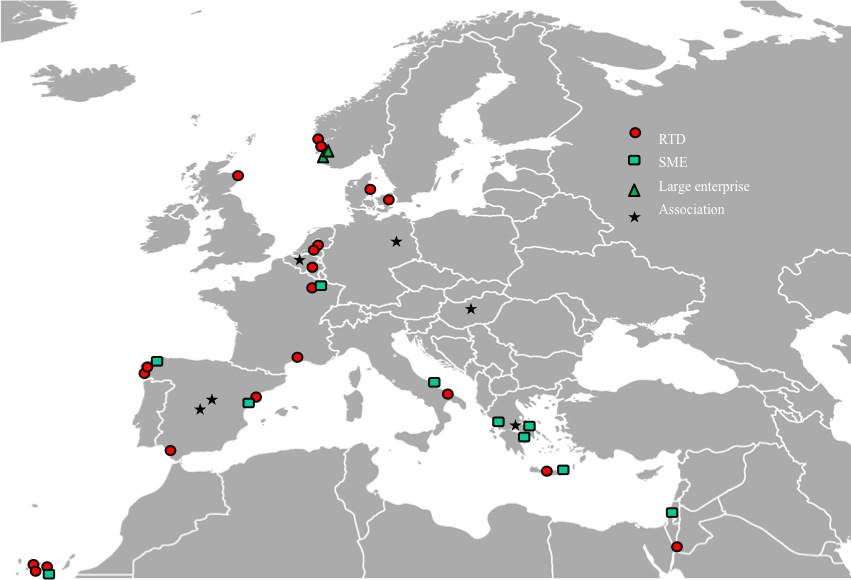 RTD
SME
Large enterprise
Association